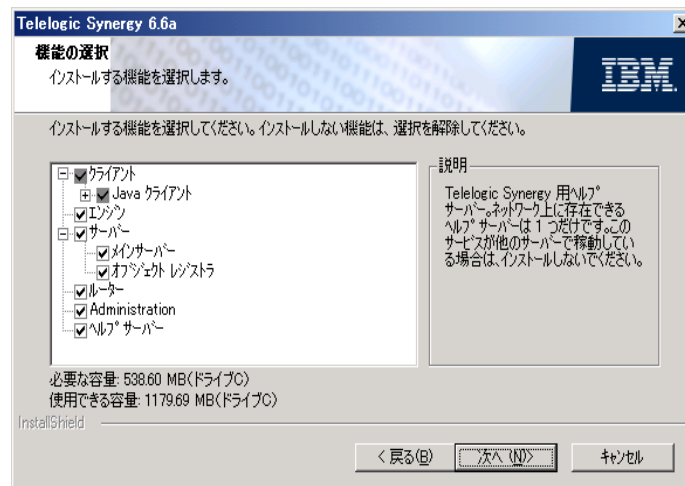 Telelogic Synergy 6.6a
機能の選択
インストールする機能を選択します。
IBM.
インストールする機能を選択してください。インストールしない機能は、選択を解除してください。
クライアント
Java クライアント
エンジン
サーバー
メインサーバー
オブジェクト レジストラ
ルーター
Administration
ヘルプ サーバー
説明
Telelogic Synergy 用ヘルプ
サーバー。ネットワーク上に存在できる
ヘルプ サーバーは 1 つだけです。この
サービスが他のサーバーで稼動してい
る場合は、インストールしないでください。
必要な容量: 538.60 MB(ドライブC)
使用できる容量: 1179.69 MB(ドライブC)
InstallShield
< 戻る(B)
次へ (N)>
キャンセル